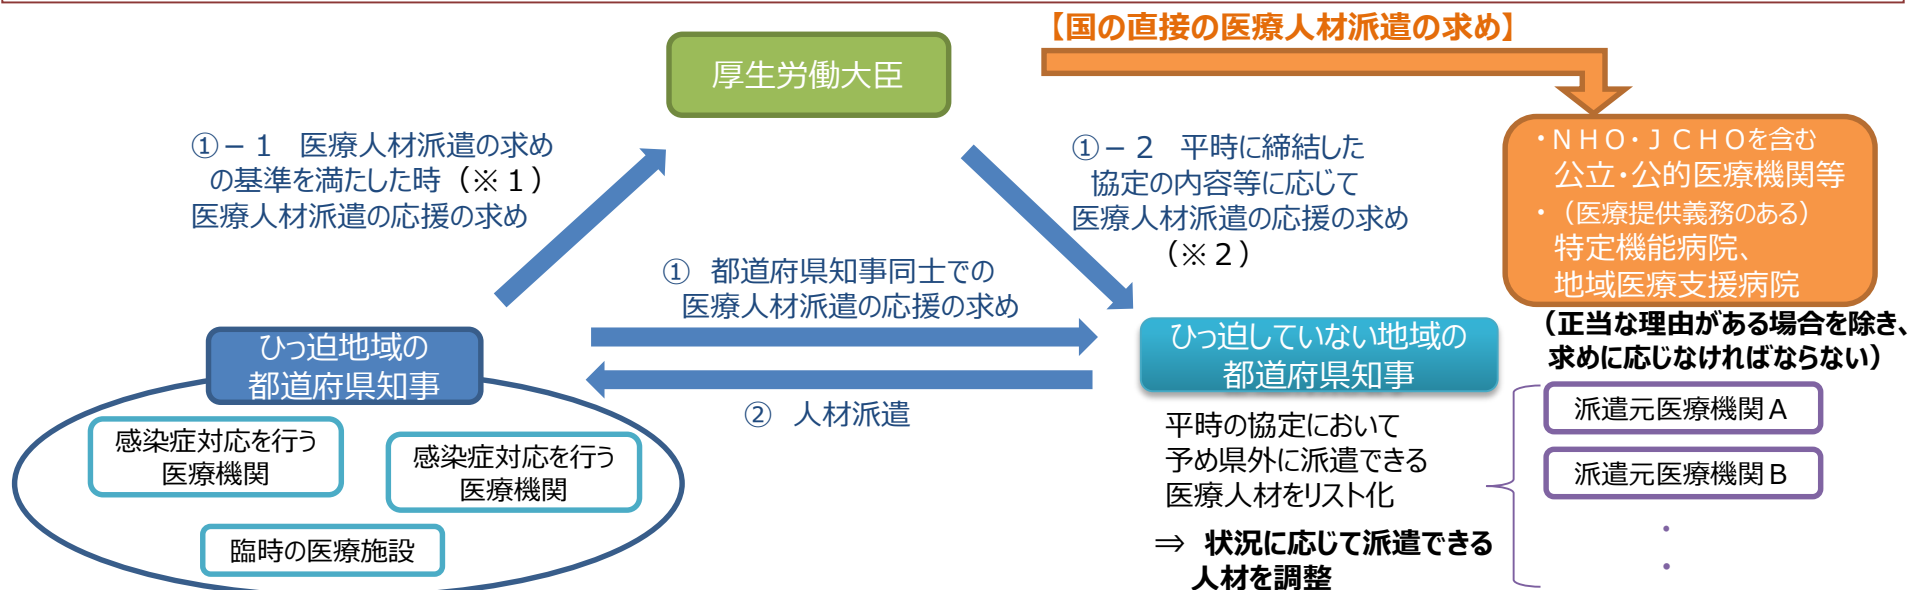 【国の直接の医療人材派遣の求め】
厚生労働大臣
①－１　医療人材派遣の求め
の基準を満たした時（※１）
医療人材派遣の応援の求め
①－２　平時に締結した
協定の内容等に応じて
医療人材派遣の応援の求め
（※２）
・ＮＨＯ・ＪＣＨＯを含む
公立・公的医療機関等
・（医療提供義務のある）
特定機能病院、
地域医療支援病院
（正当な理由がある場合を除き、
求めに応じなければならない）
①　都道府県知事同士での
医療人材派遣の応援の求め
ひっ迫地域の
都道府県知事
ひっ迫していない地域の
都道府県知事
②　人材派遣
感染症対応を行う
医療機関
感染症対応を行う
医療機関
臨時の医療施設
平時の協定において
予め県外に派遣できる
医療人材をリスト化
⇒　状況に応じて派遣できる
人材を調整
派遣元医療機関Ａ
派遣元医療機関Ｂ
・
・